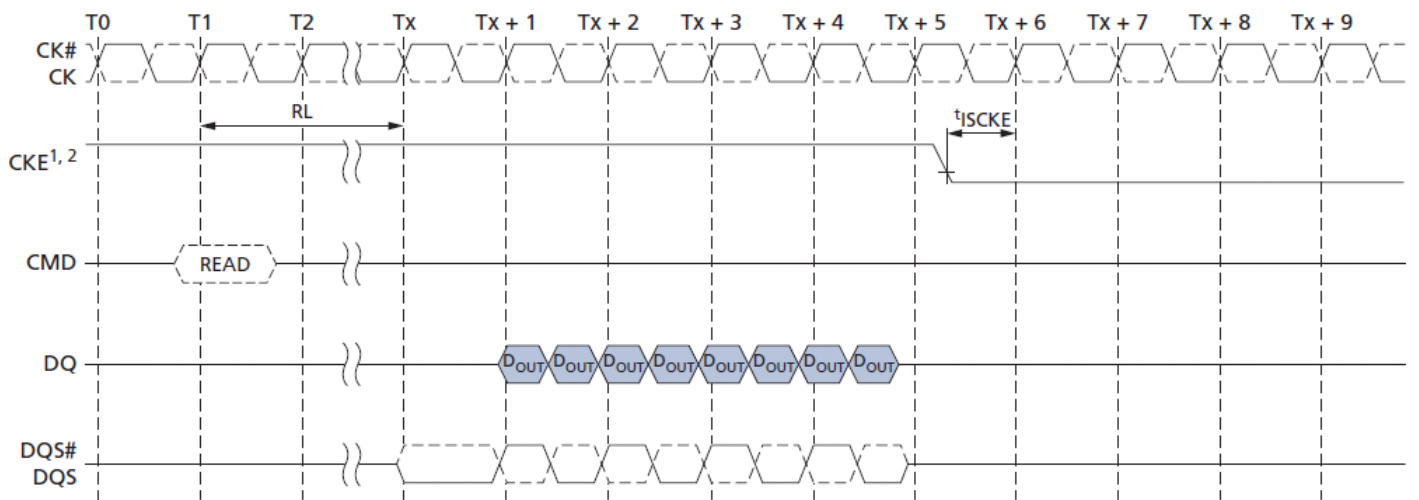 T0 T1 T2 Tx Tx + 1 Tx + 2 Tx + 3 Tx + 4 Tx + 5 Tx + 6 Tx + 7 Tx + 8 Tx + 9
CK#
CK
RL tISCKE
CKE1, 2
CMD READ
DQ DOUT DOUT DOUT DOUT DOUT DOUT DOUT DOUT
DQS#
DQS